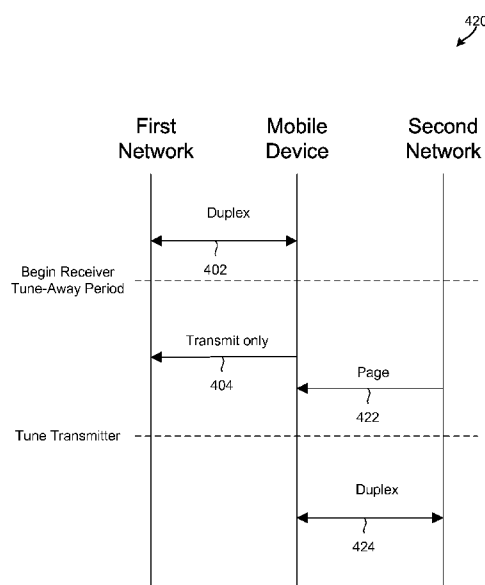 420
First
Network
Mobile
Device
Second
Network
Duplex
402
Begin Receiver
Tune-Away Period
Transmit only
404
Page
422
Tune Transmitter
Duplex
424